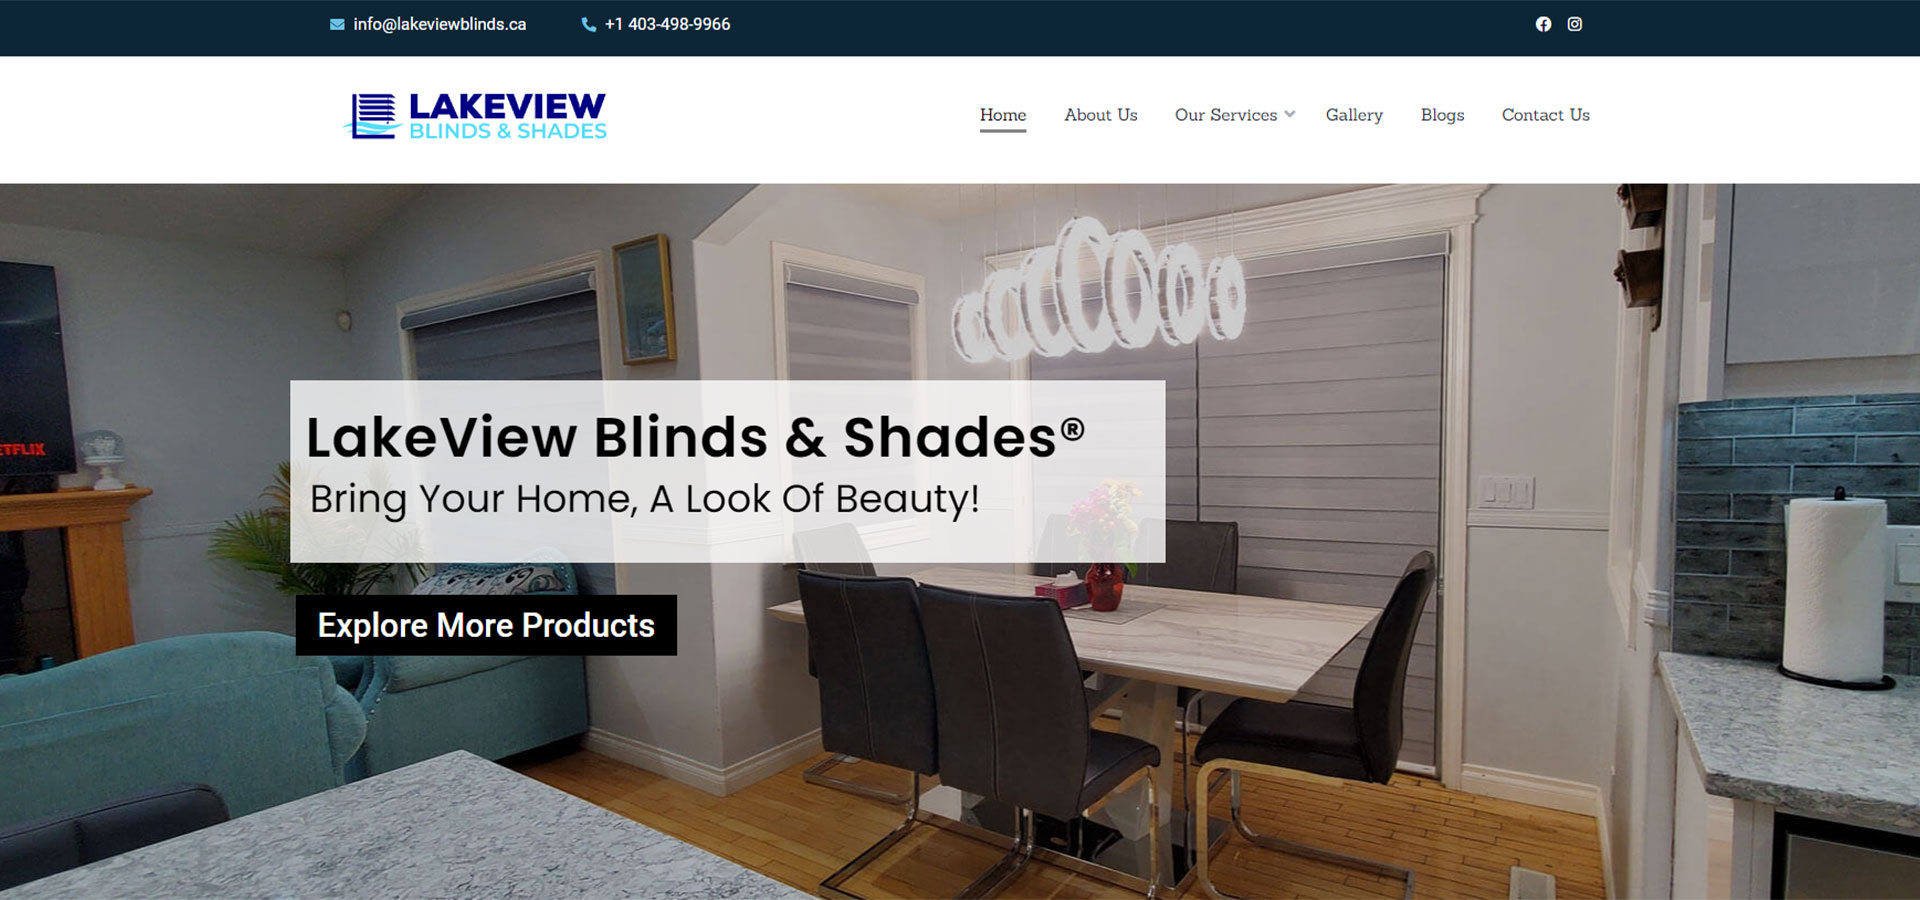 info@lakeviewblinds.ca
+1 403-498-9966
LAKEVIEW
BLINDS & SHADES
Home
About Us
Our Services
Gallery
Blogs
Contact Us
ETFLIX
LakeView Blinds & Shades®
Bring Your Home, A Look Of Beauty!
Explore More Products